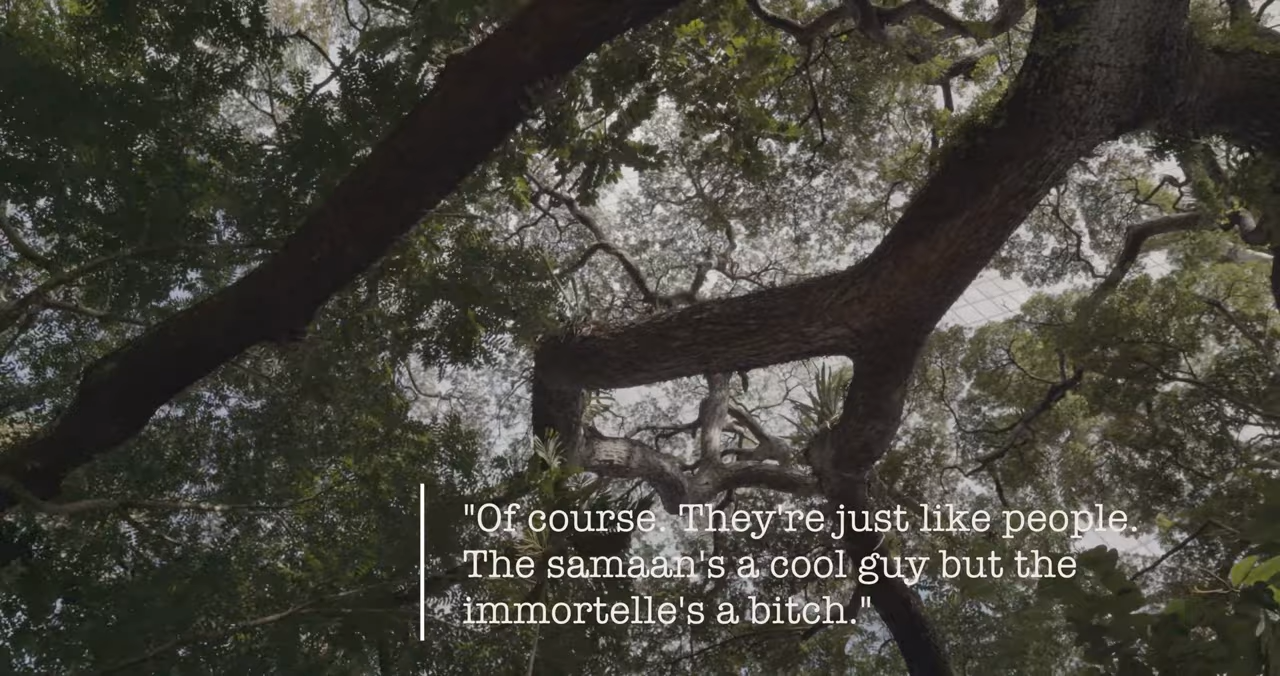 "Of course. They're just like people.
The samaan's a cool guy but the
immortelle's a bitch."